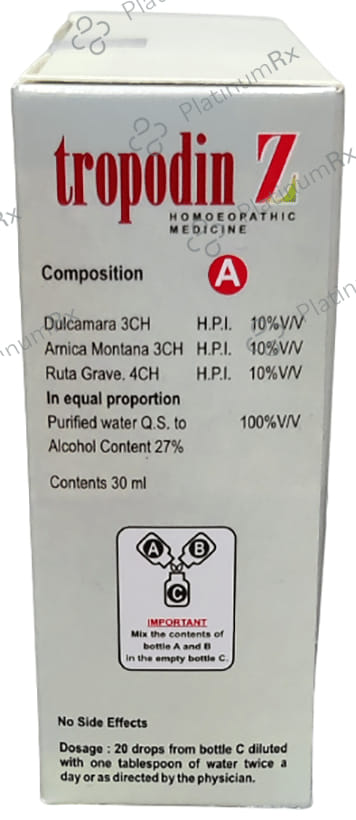 PlatinumRx
tropodin Z
HOMOEOPATHIC
MEDICINE
Composition A
Dulcamara 3CH H.P.I. 10%V/V
Arnica Montana 3CH H.P.I. 10%V/V
Ruta Grave. 4CH H.P.I. 10%V/V
In equal proportion
Purified water Q.S. to 100%V/V
Alcohol Content 27%
Contents 30 ml
A B
C
IMPORTANT
Mix the contents of
bottle A and B
in the empty bottle C.
No Side Effects
Dosage : 20 drops from bottle C diluted
with one tablespoon of water twice a
day or as directed by the physician.